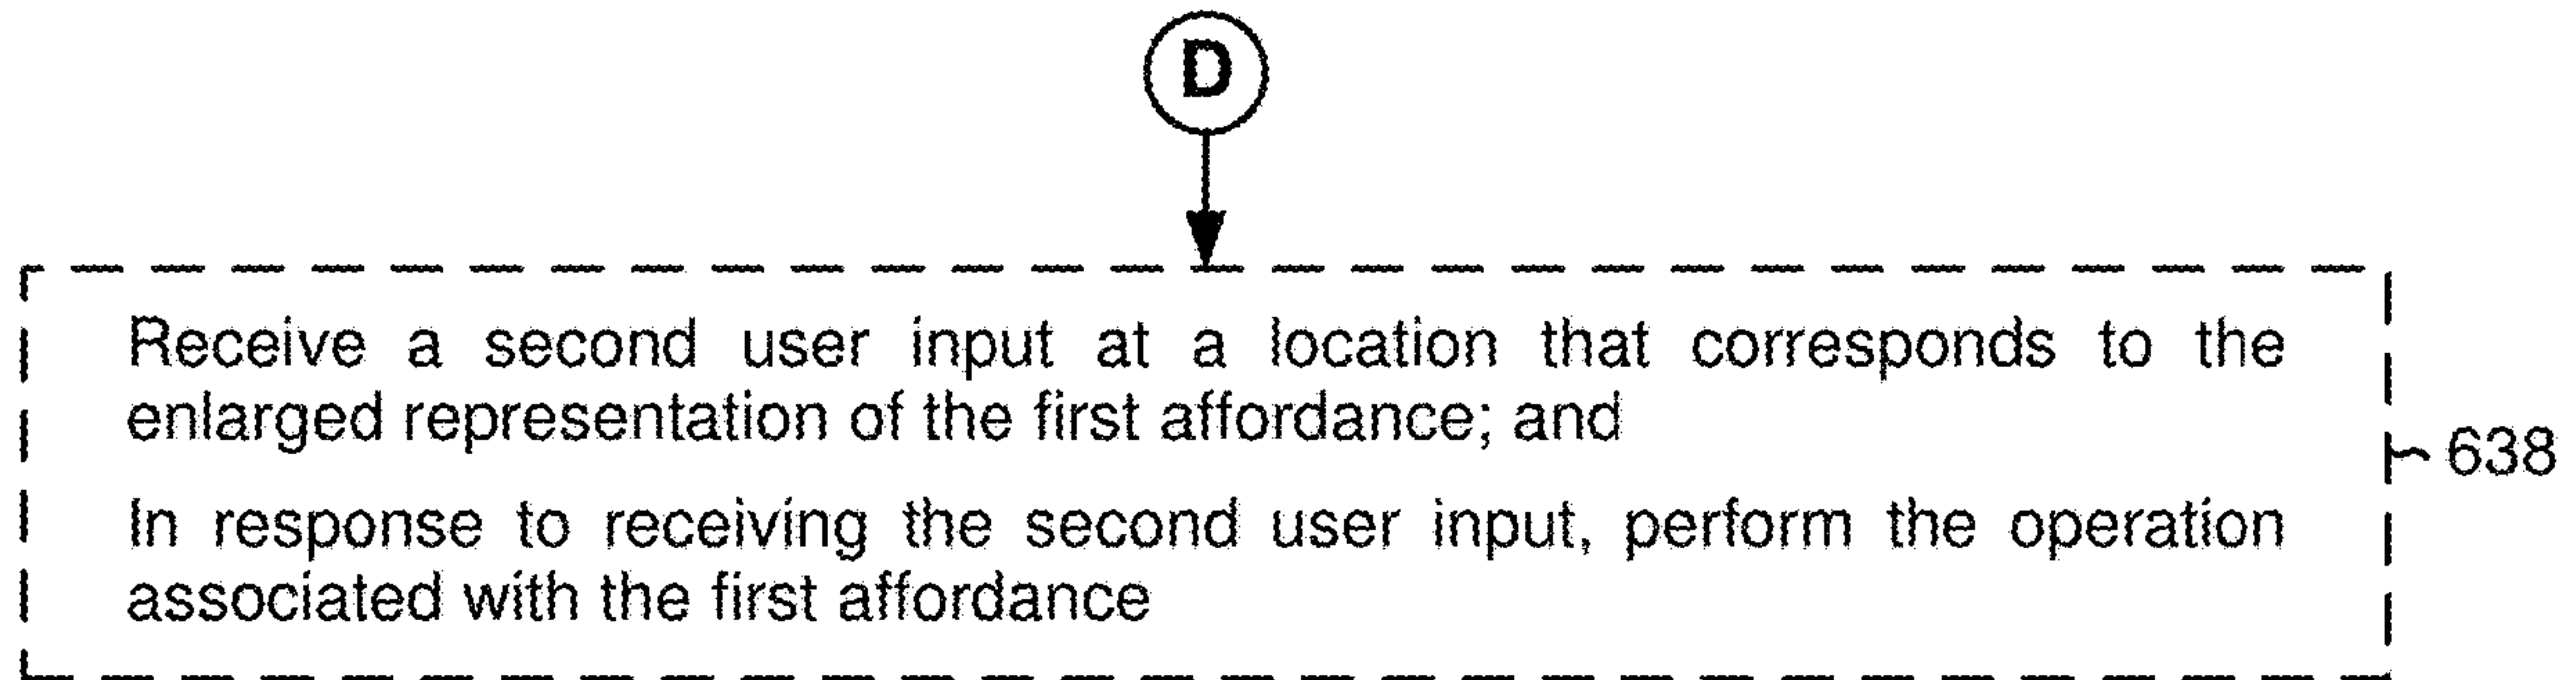 D
Receive a second user input at a location that corresponds to the
enlarged representation of the first affordance; and
638
In response to receiving the second user input, perform the operation
associated with the first affordance